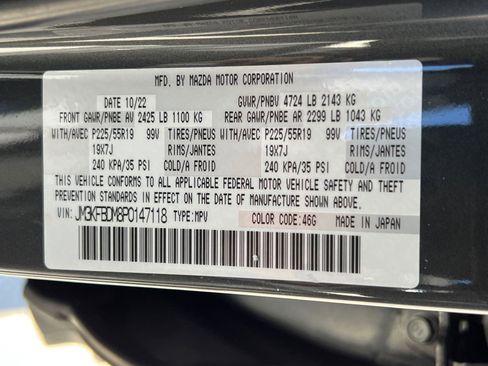 MFD. BY MAZDA MOTOR CORPORATION
DATE 10/22 GVWR/PNBV 4724 LB 2143 KG
FRONT GAWR/PNBE AV 2425 LB 1100 KG REAR GAWR/PNBE AR 2299 LB 1043 KG
WITH/AVEC P225/55R19 99V TIRES/PNEUS WITH/AVEC P225/55R19 99V TIRES/PNEUS
19X7J RIMS/JANTES 19X7J RIMS/JANTES
240 KPA/35 PSI COLD/A FROID 240 KPA/35 PSI COLD/A FROID
THIS VEHICLE CONFORMS TO ALL APPLICABLE FEDERAL MOTOR VEHICLE SAFETY AND THEFT
PREVENTION STANDARDS IN EFFECT ON THE DATE OF MANUFACTURE SHOWN ABOVE.
VIN: JM3KFBDM8P0147118 TYPE: MPV COLOR CODE: 46G MADE IN JAPAN